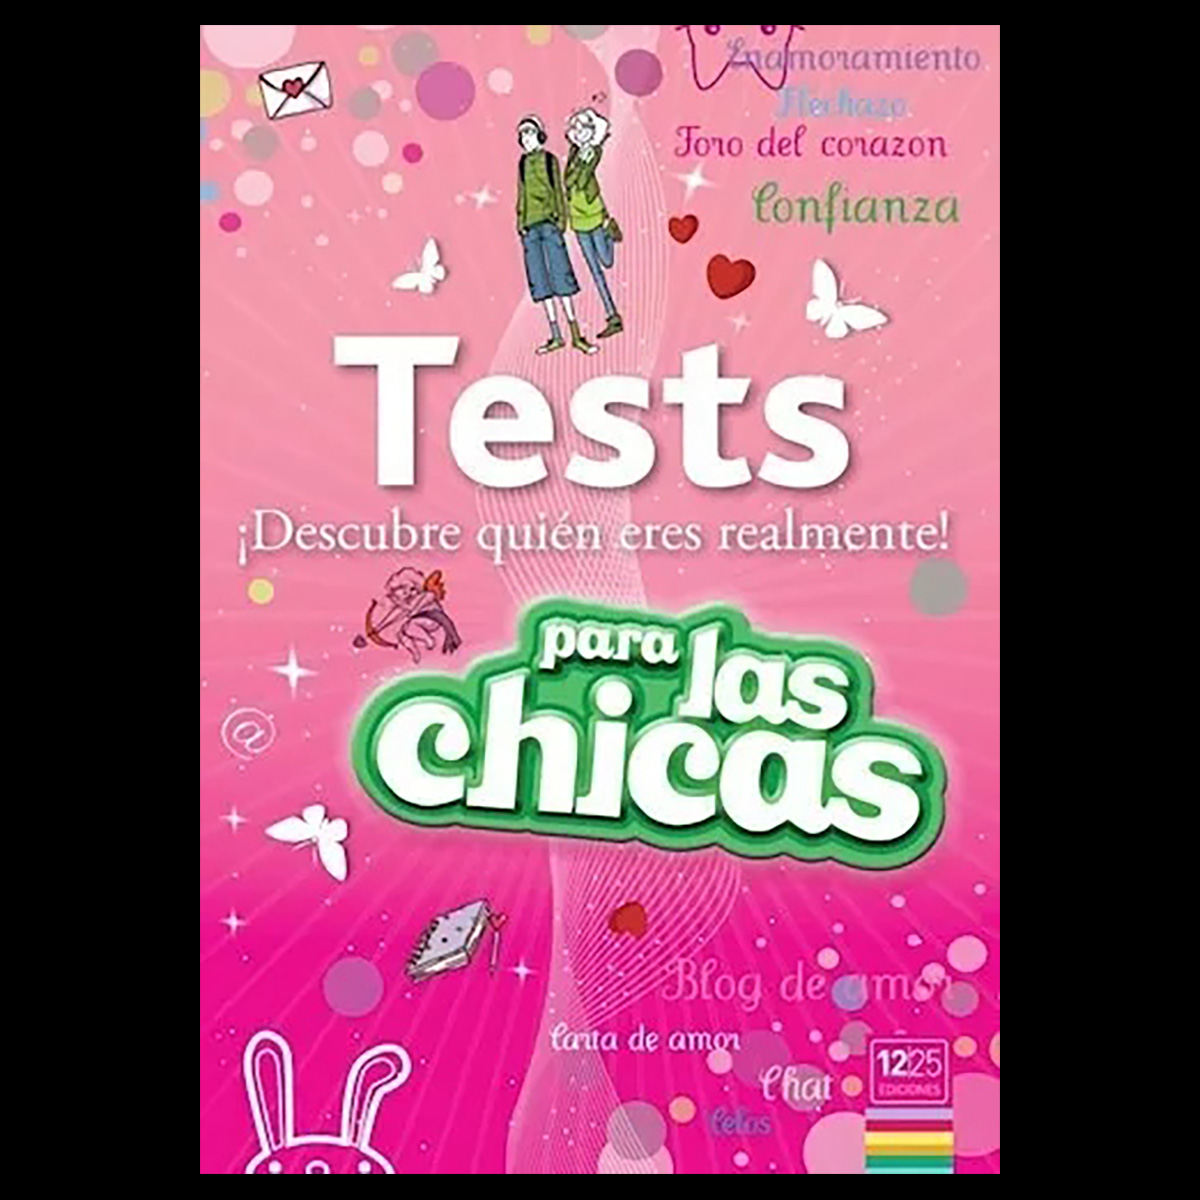 Enamoramiento
Flechazo
Foro del corazon
Confianza
Tests
¡Descubre quién eres realmente!
para las
chicas
@
Blog de amor
Carta de amor
Chat
Celos
12|25
EDICIONES